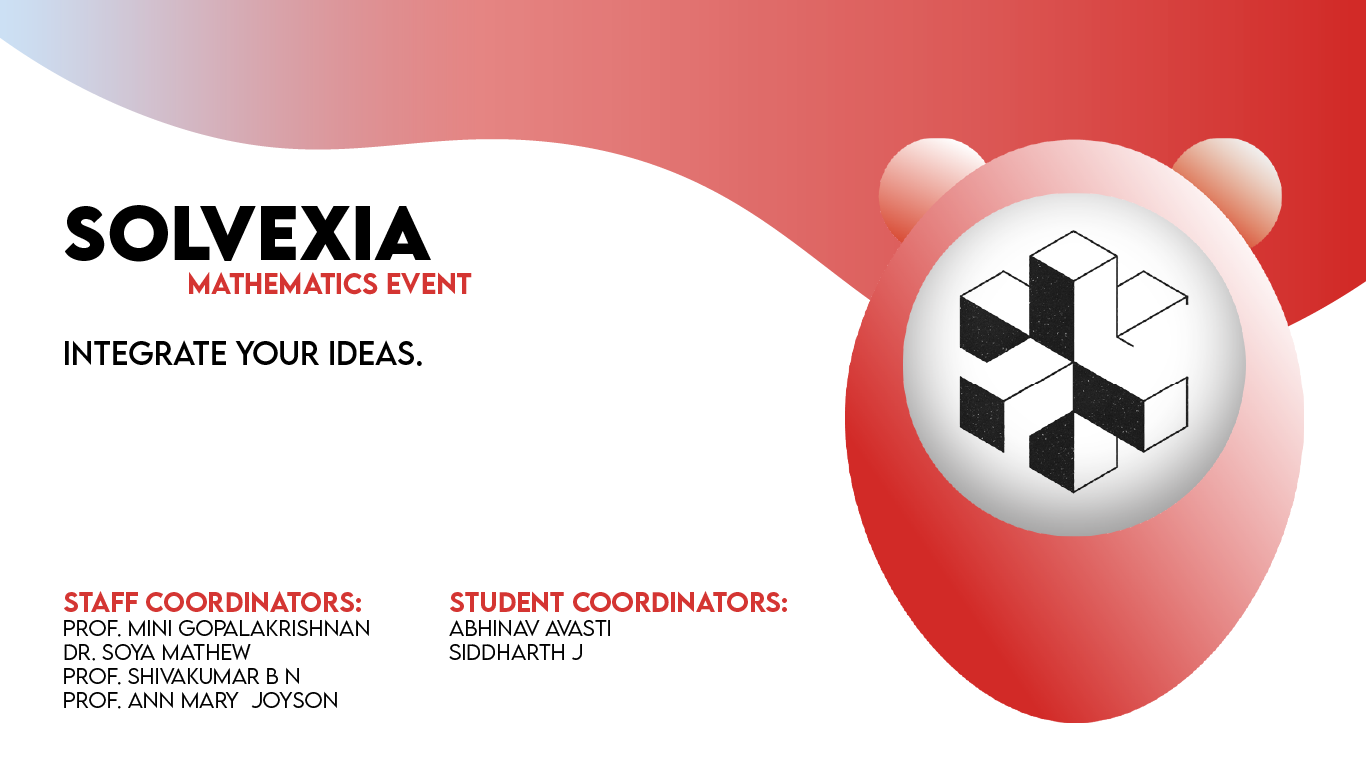 SOLVEXIA
MATHEMATICS EVENT
INTEGRATE YOUR IDEAS.
STAFF COORDINATORS:
PROF. MINI GOPALAKRISHNAN
DR. SOYA MATHEW
PROF. SHIVAKUMAR B N
PROF. ANN MARY  JOYSON
STUDENT COORDINATORS:
ABHINAV AVASTI
SIDDHARTH J